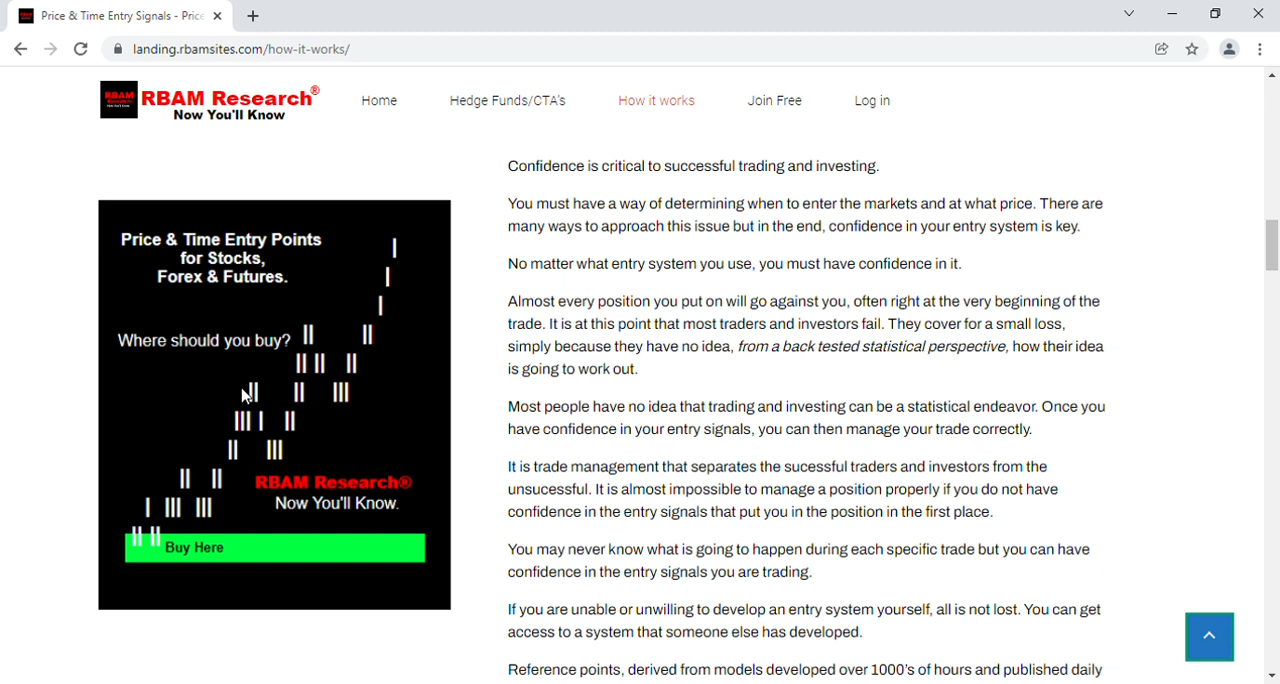 Price & Time Entry Signals - Price
landing.rbamsites.com/how-it-works/
RBAM Research®
Now You'll Know
Home
Hedge Funds/CTA's
How it works
Join Free
Log in
Price & Time Entry Points
for Stocks,
Forex & Futures.
Where should you buy?
RBAM Research®
Now You'll Know.
Buy Here
Confidence is critical to successful trading and investing.
You must have a way of determining when to enter the markets and at what price. There are
many ways to approach this issue but in the end, confidence in your entry system is key.
No matter what entry system you use, you must have confidence in it.
Almost every position you put on will go against you, often right at the very beginning of the
trade. It is at this point that most traders and investors fail. They cover for a small loss,
simply because they have no idea, from a back tested statistical perspective, how their idea
is going to work out.
Most people have no idea that trading and investing can be a statistical endeavor. Once you
have confidence in your entry signals, you can then manage your trade correctly.
It is trade management that separates the sucessful traders and investors from the
unsucessful. It is almost impossible to manage a position properly if you do not have
confidence in the entry signals that put you in the position in the first place.
You may never know what is going to happen during each specific trade but you can have
confidence in the entry signals you are trading.
If you are unable or unwilling to develop an entry system yourself, all is not lost. You can get
access to a system that someone else has developed.
Reference points, derived from models developed over 1000's of hours and published daily